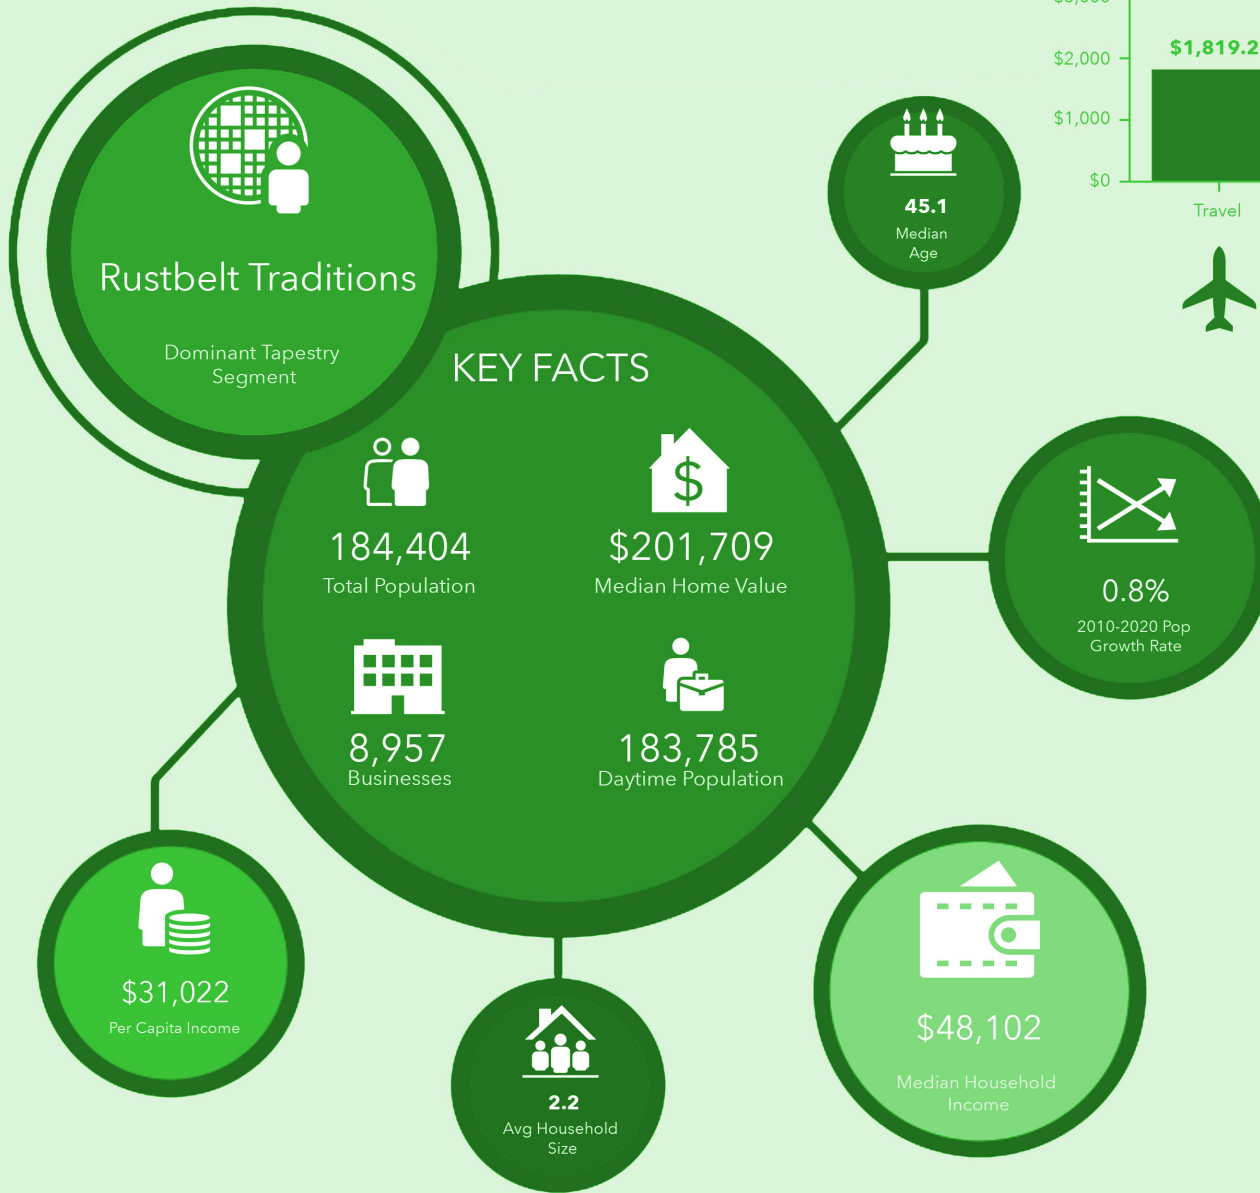 Rustbelt Traditions
Dominant Tapestry
Segment
KEY FACTS
184,404
Total Population
$201,709
Median Home Value
8,957
Businesses
183,785
Daytime Population
45.1
Median
Age
$2,000
$1,000
$0
$1,819.2
Travel
0.8%
2010-2020 Pop
Growth Rate
$31,022
Per Capita Income
2.2
Avg Household
Size
$48,102
Median Household
Income